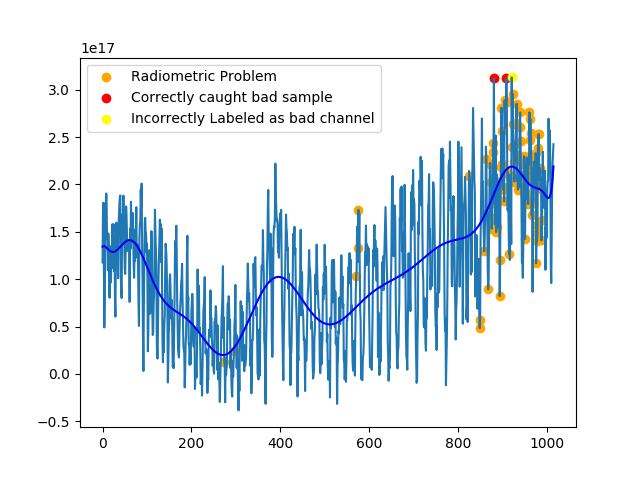 1e17
Radiometric Problem
Correctly caught bad sample
Incorrectly Labeled as bad channel
3.0
2.5
2.0
1.5
1.0
0.5
0.0
−0.5
0 200 400 600 800 1000